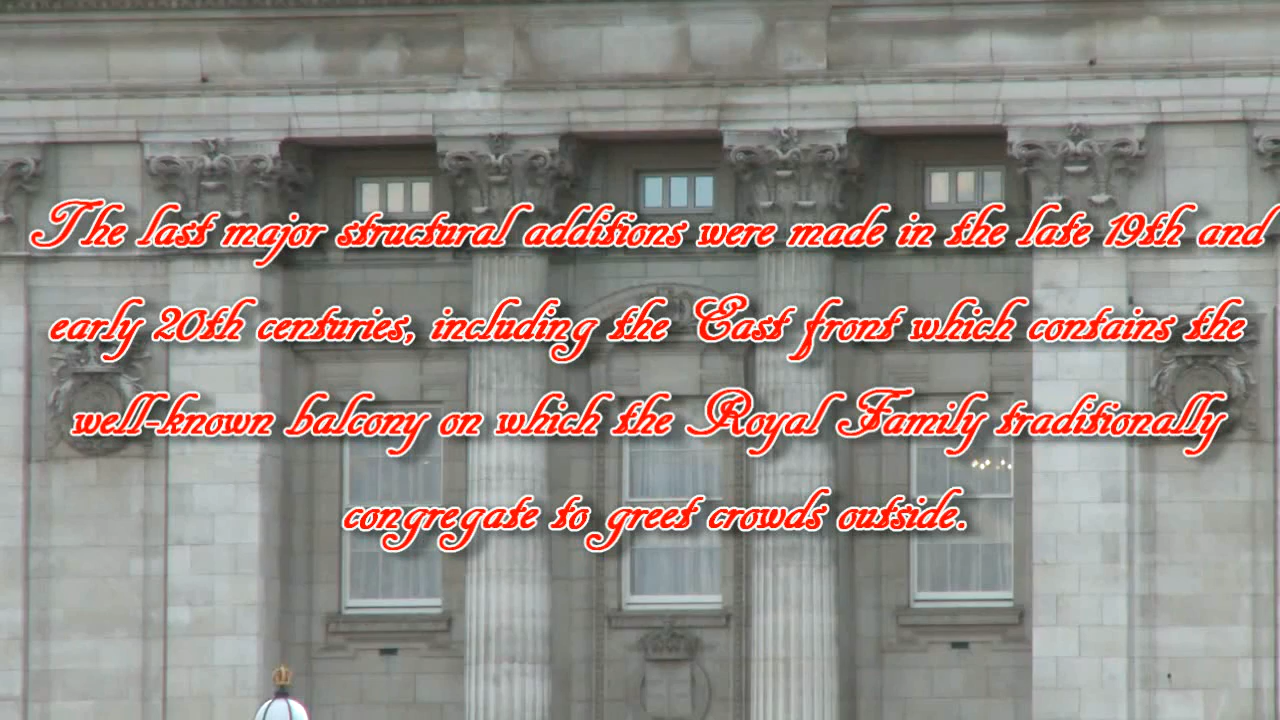 The last major structural additions were made in the late 19th and
early 20th centuries, including the East front which contains the
well-known balcony on which the Royal Family traditionally
congregate to greet crowds outside.